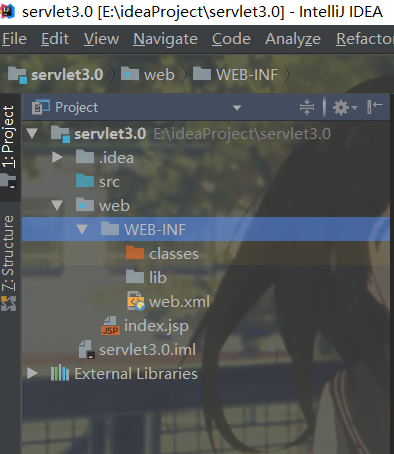 servlet3.0 [E:\ideaProject\servlet3.0] - IntelliJ IDEA
File Edit View Navigate Code Analyze Refactor
servlet3.0 web WEB-INF
1: Project
7: Structure
Project
servlet3.0 E:\ideaProject\servlet3.0
.idea
src
web
WEB-INF
classes
lib
web.xml
JSP index.jsp
servlet3.0.iml
External Libraries